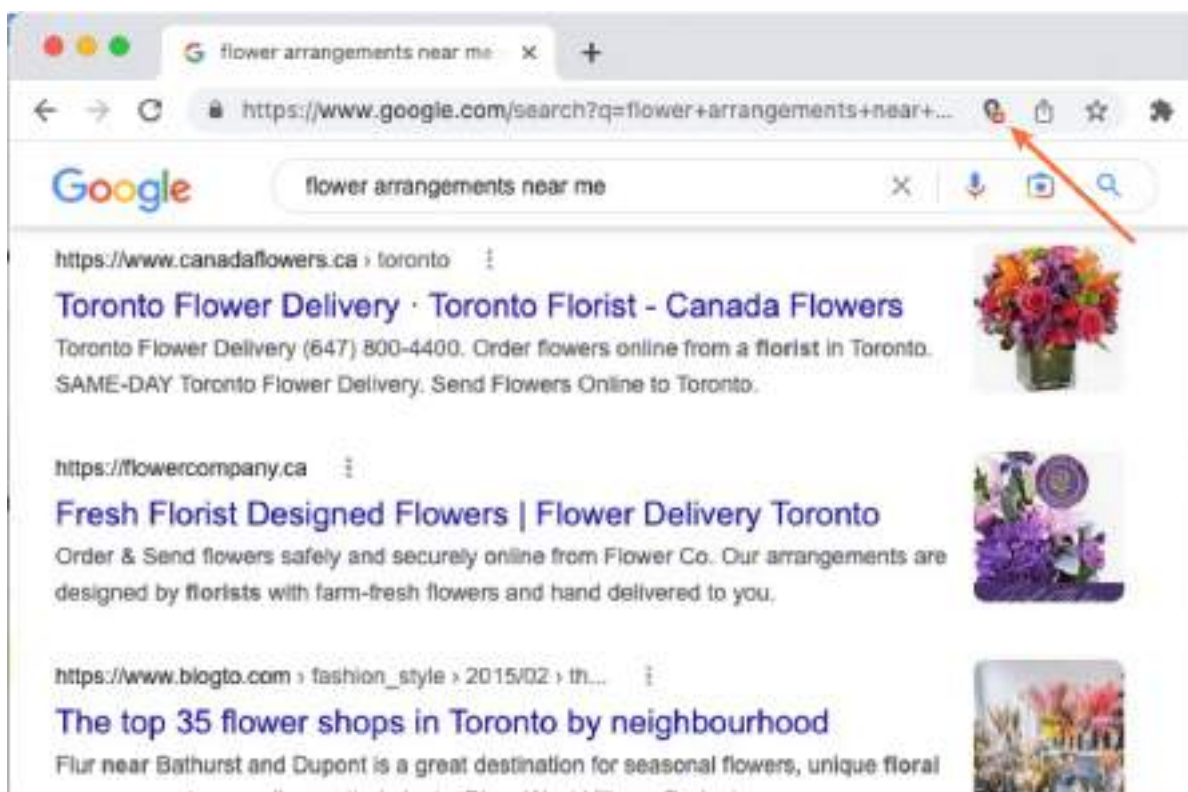 flower arrangements near me
https://www.google.com/search?q=flower+arrangements+near+...
Google
flower arrangements near me
https://www.canadaflowers.ca › toronto
Toronto Flower Delivery · Toronto Florist - Canada Flowers
Toronto Flower Delivery (647) 800-4400. Order flowers online from a florist in Toronto.
SAME-DAY Toronto Flower Delivery. Send Flowers Online to Toronto.
https://flowercompany.ca
Fresh Florist Designed Flowers | Flower Delivery Toronto
Order & Send flowers safely and securely online from Flower Co. Our arrangements are
designed by florists with farm-fresh flowers and hand delivered to you.
https://www.blogto.com › fashion_style › 2015/02 › th...
The top 35 flower shops in Toronto by neighbourhood
Flur near Bathurst and Dupont is a great destination for seasonal flowers, unique floral